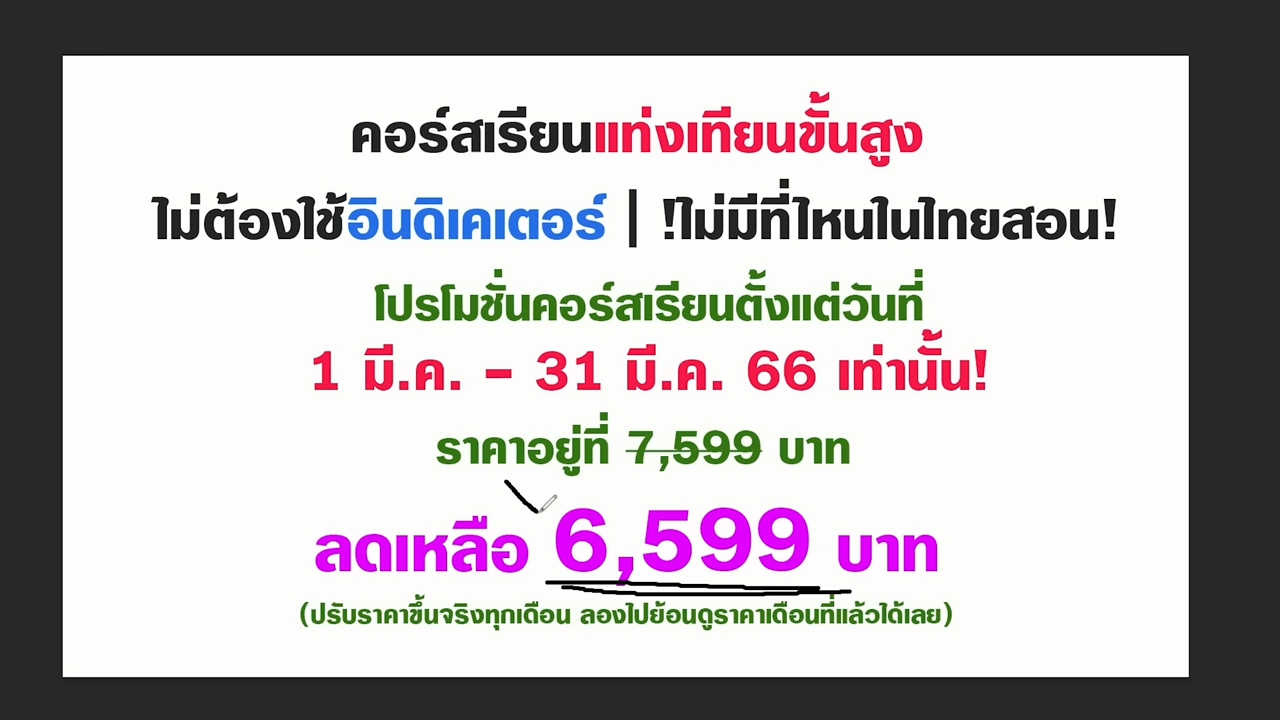 คอร์สเรียนแท่งเทียนขั้นสูง
ไม่ต้องใช้อินดิเคเตอร์ | !ไม่มีที่ไหนในไทยสอน!
โปรโมชั่นคอร์สเรียนตั้งแต่วันที่
1 มี.ค. – 31 มี.ค. 66 เท่านั้น!
ราคาอยู่ที่ 7,599 บาท
ลดเหลือ 6,599 บาท
(ปรับราคาขึ้นจริงทุกเดือน ลองไปย้อนดูราคาเดือนที่แล้วได้เลย)